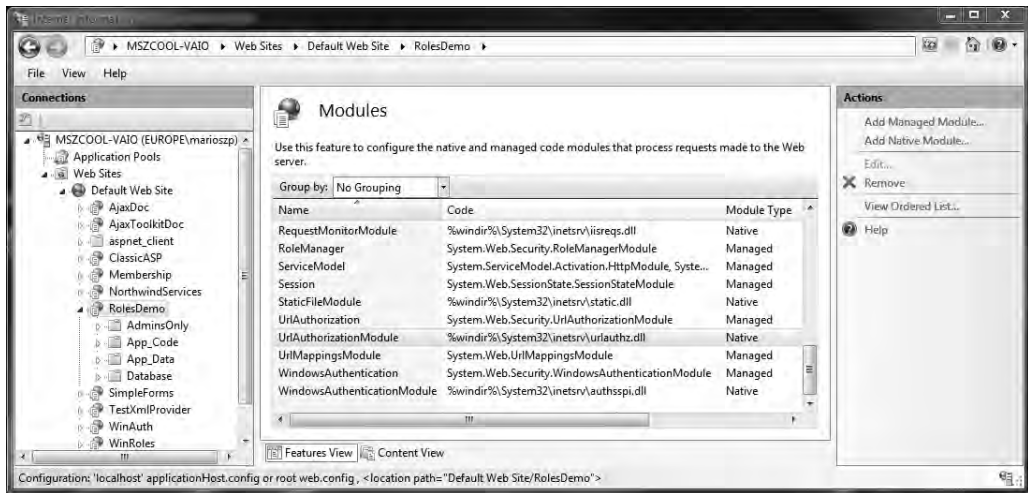 MSZCOOL-VAIO Web Sites Default Web Site RolesDemo
File View Help
Connections
MSZCOOL-VAIO (EUROPE\marioszp)
Application Pools
Web Sites
Default Web Site
AjaxDoc
AjaxToolkitDoc
aspnet_client
ClassicASP
Membership
NorthwindServices
RolesDemo
AdminsOnly
App_Code
App_Data
Database
SimpleForms
TestXmlProvider
WinAuth
WinRoles
Modules
Use this feature to configure the native and managed code modules that process requests made to the Web
server.
Group by: No Grouping
Name Code Module Type
RequestMonitorModule %windir%\System32\inetsrv\iisreqs.dll Native
RoleManager System.Web.Security.RoleManagerModule Managed
ServiceModel System.ServiceModel.Activation.HttpModule, Syste... Managed
Session System.Web.SessionState.SessionStateModule Managed
StaticFileModule %windir%\System32\inetsrv\static.dll Native
UrlAuthorization System.Web.Security.UrlAuthorizationModule Managed
UrlAuthorizationModule %windir%\System32\inetsrv\urlauthz.dll Native
UrlMappingsModule System.Web.UrlMappingsModule Managed
WindowsAuthentication System.Web.Security.WindowsAuthenticationModule Managed
WindowsAuthenticationModule %windir%\System32\inetsrv\authsspi.dll Native
Features View Content View
Actions
Add Managed Module...
Add Native Module...
Edit...
Remove
View Ordered List...
Help
Configuration: 'localhost' applicationHost.config or root web.config , <location path="Default Web Site/RolesDemo">